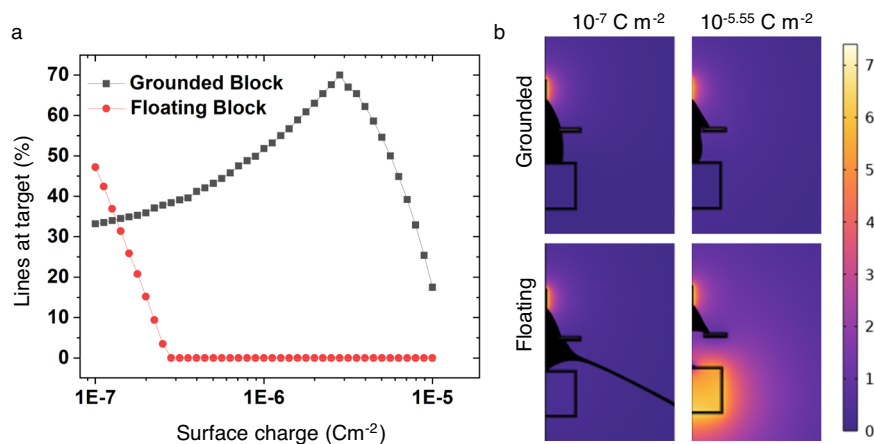 a
Lines at target (%)
70
60
50
40
30
20
10
0
Grounded Block
Floating Block
1E-7
1E-6
1E-5
Surface charge (Cm⁻²)
b
10⁻⁷ C m⁻²
10⁻⁵·⁵⁵ C m⁻²
Grounded
Floating
7
6
5
4
3
2
1
0